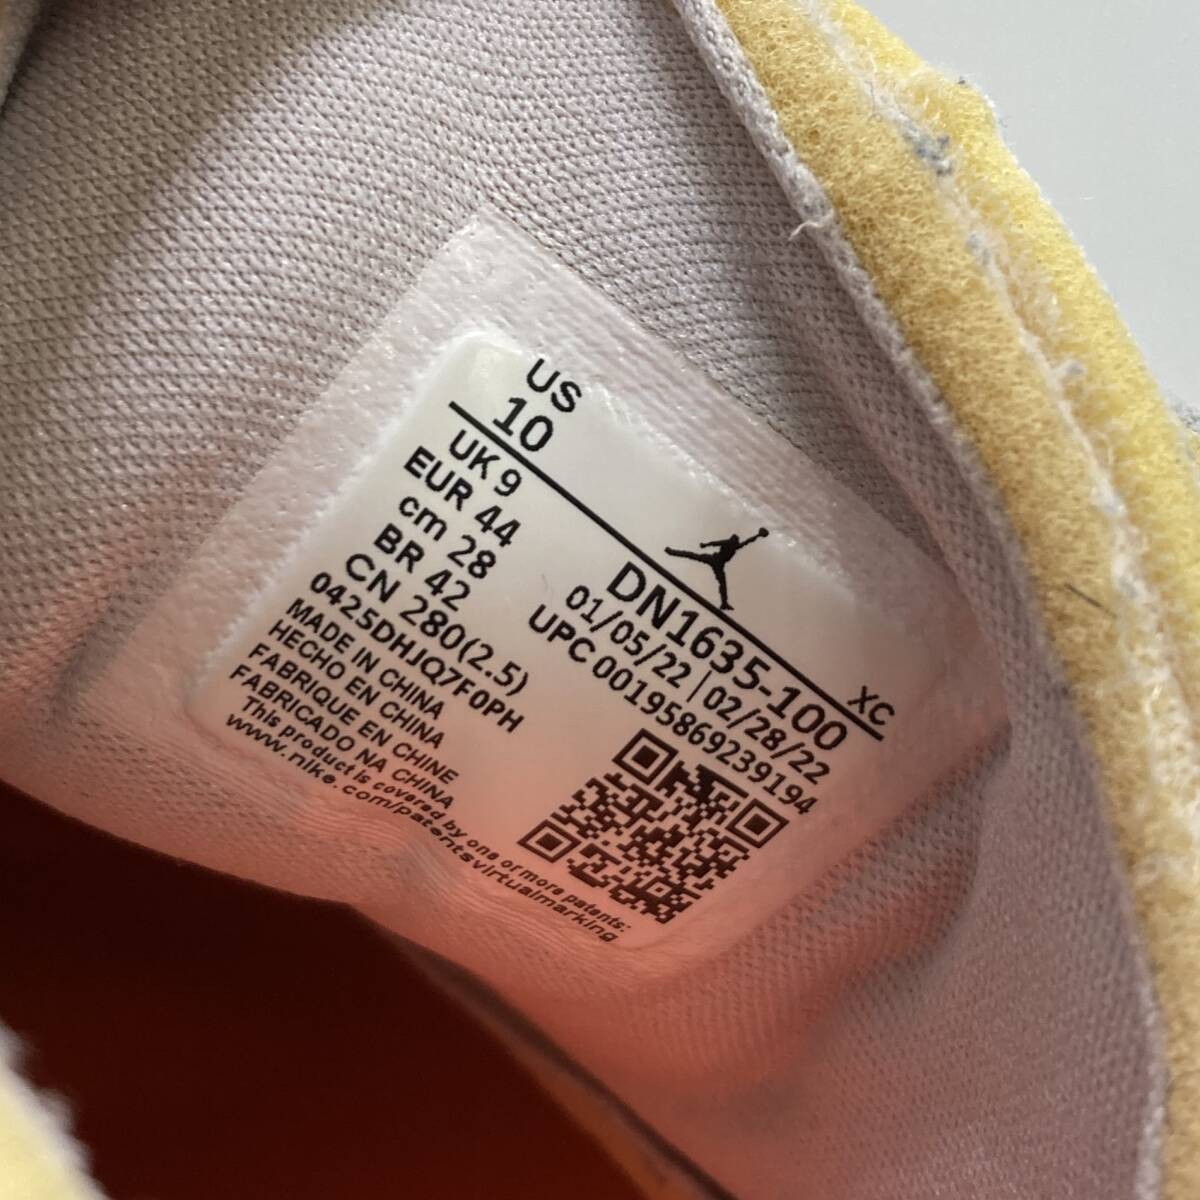 US
10
XC
UK 9
EUR 44
cm 28
BR 42
CN 280(2.5)
0425DHJQ7F0PH
MADE IN CHINA
HECHO EN CHINA
FABRIQUE EN CHINE
FABRICADO NA CHINA
This product is covered by one or more patents:
www.nike.com/patentsvirtualmarking
DN1635-100
01/05/22 | 02/28/22
UPC 00195869239194